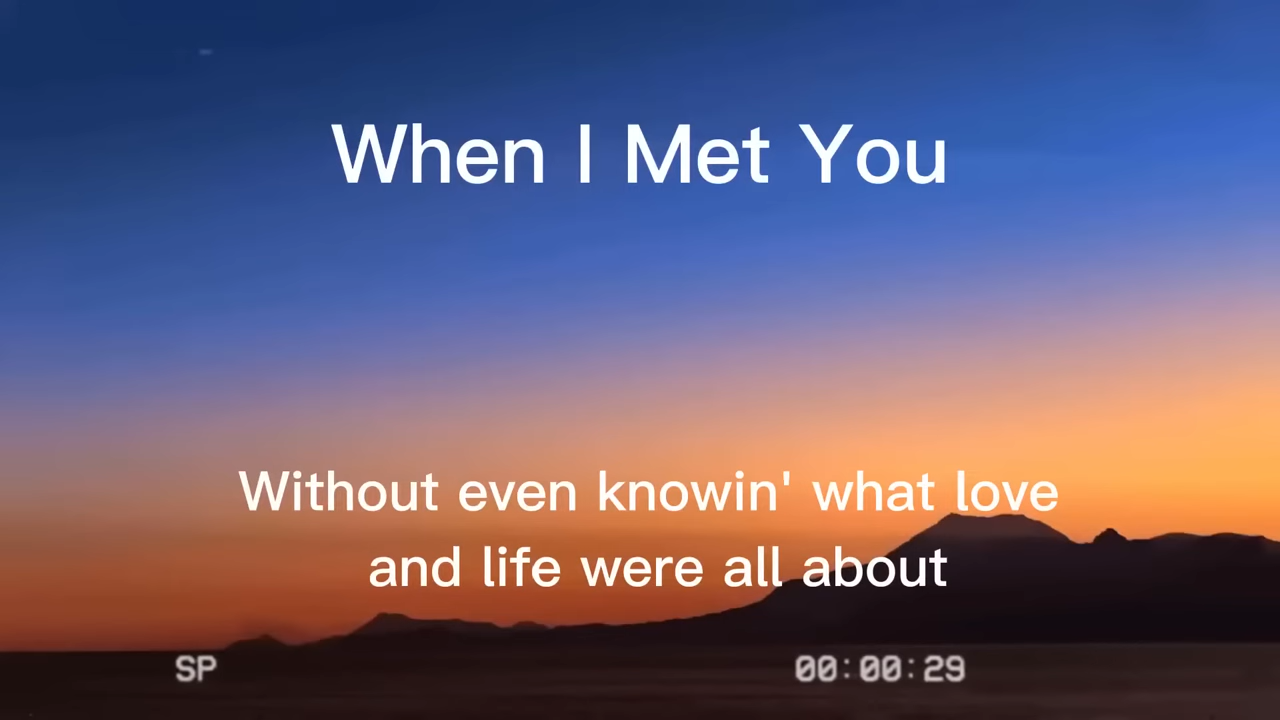 When I Met You
Without even knowin' what love
and life were all about
SP 00:00:29